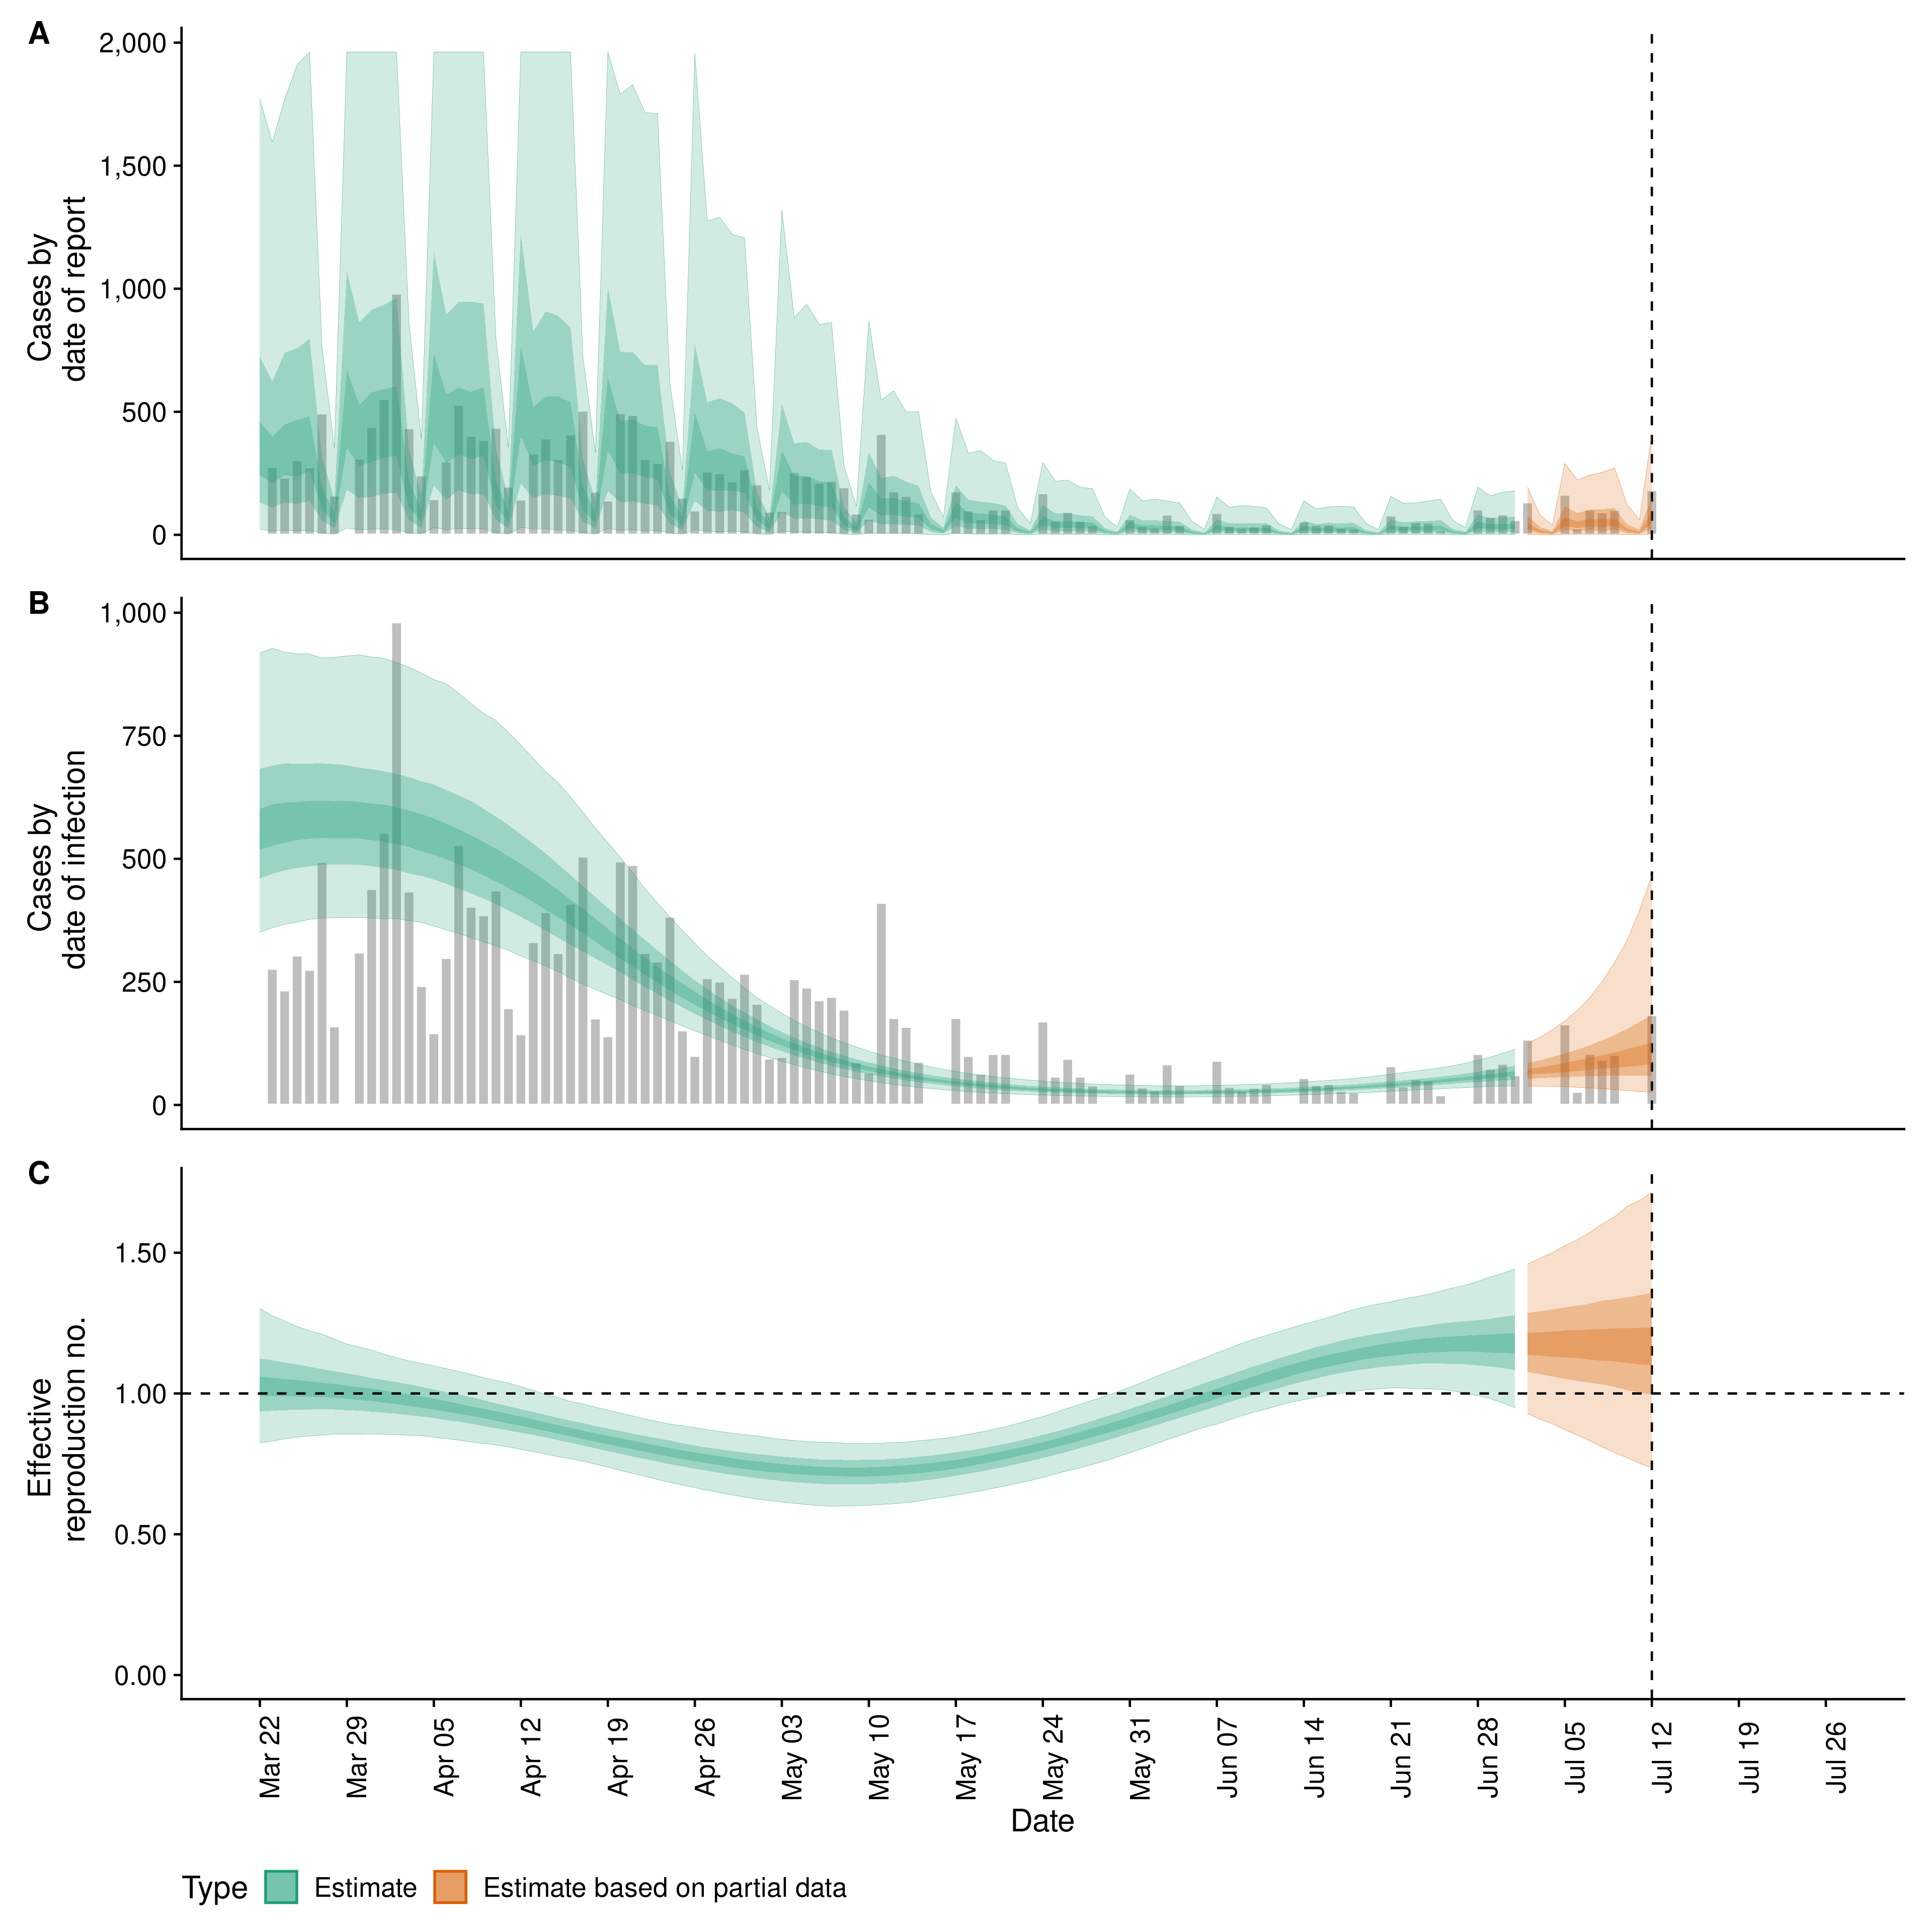 A
Cases by
date of report
2,000
1,500
1,000
500
0
B
Cases by
date of infection
1,000
750
500
250
0
C
Effective
reproduction no.
1.50
1.00
0.50
0.00
Mar 22
Mar 29
Apr 05
Apr 12
Apr 19
Apr 26
May 03
May 10
May 17
May 24
May 31
Jun 07
Jun 14
Jun 21
Jun 28
Jul 05
Jul 12
Jul 19
Jul 26
Date
Type Estimate Estimate based on partial data